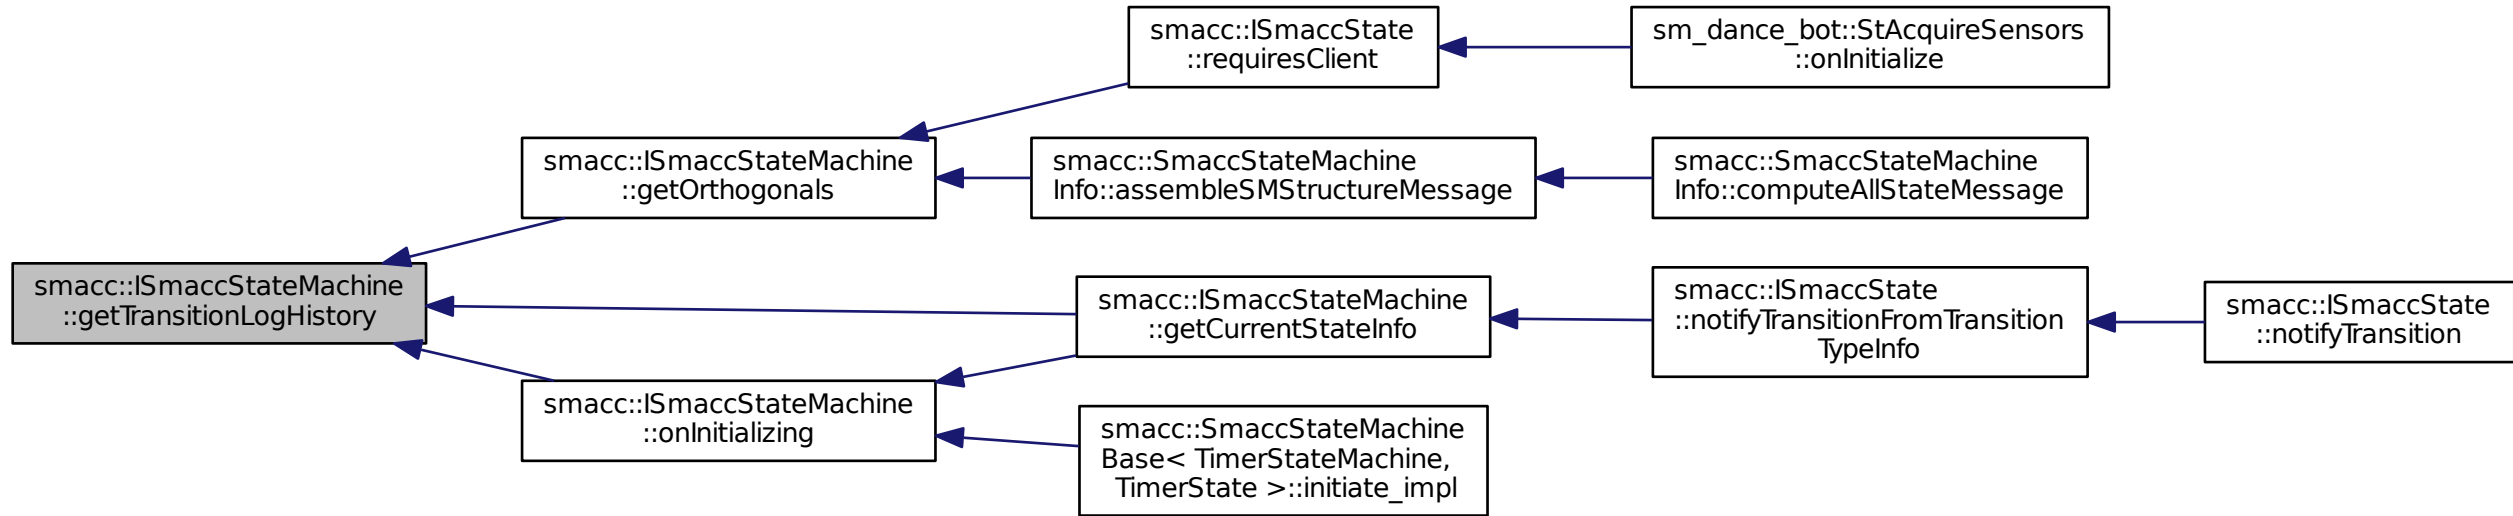 smacc::ISmaccState
::requiresClient
sm_dance_bot::StAcquireSensors
::onInitialize
smacc::ISmaccStateMachine
::getOrthogonals
smacc::SmaccStateMachine
Info::assembleSMStructureMessage
smacc::SmaccStateMachine
Info::computeAllStateMessage
smacc::ISmaccStateMachine
::getTransitionLogHistory
smacc::ISmaccStateMachine
::getCurrentStateInfo
smacc::ISmaccState
::notifyTransitionFromTransition
TypeInfo
smacc::ISmaccState
::notifyTransition
smacc::ISmaccStateMachine
::onInitializing
smacc::SmaccStateMachine
Base< TimerStateMachine,
TimerState >::initiate_impl